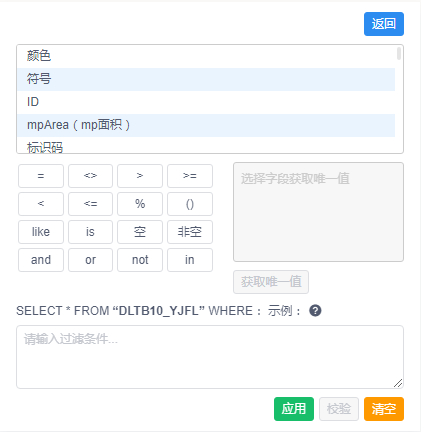 返回
颜色
符号
ID
mpArea（mp面积）
标识码
= <> > >=
选择字段获取唯一值
< <= % ()
like is 空 非空
and or not in
获取唯一值
SELECT * FROM “DLTB10_YJFL” WHERE： 示例： ?
请输入过滤条件...
应用 校验 清空